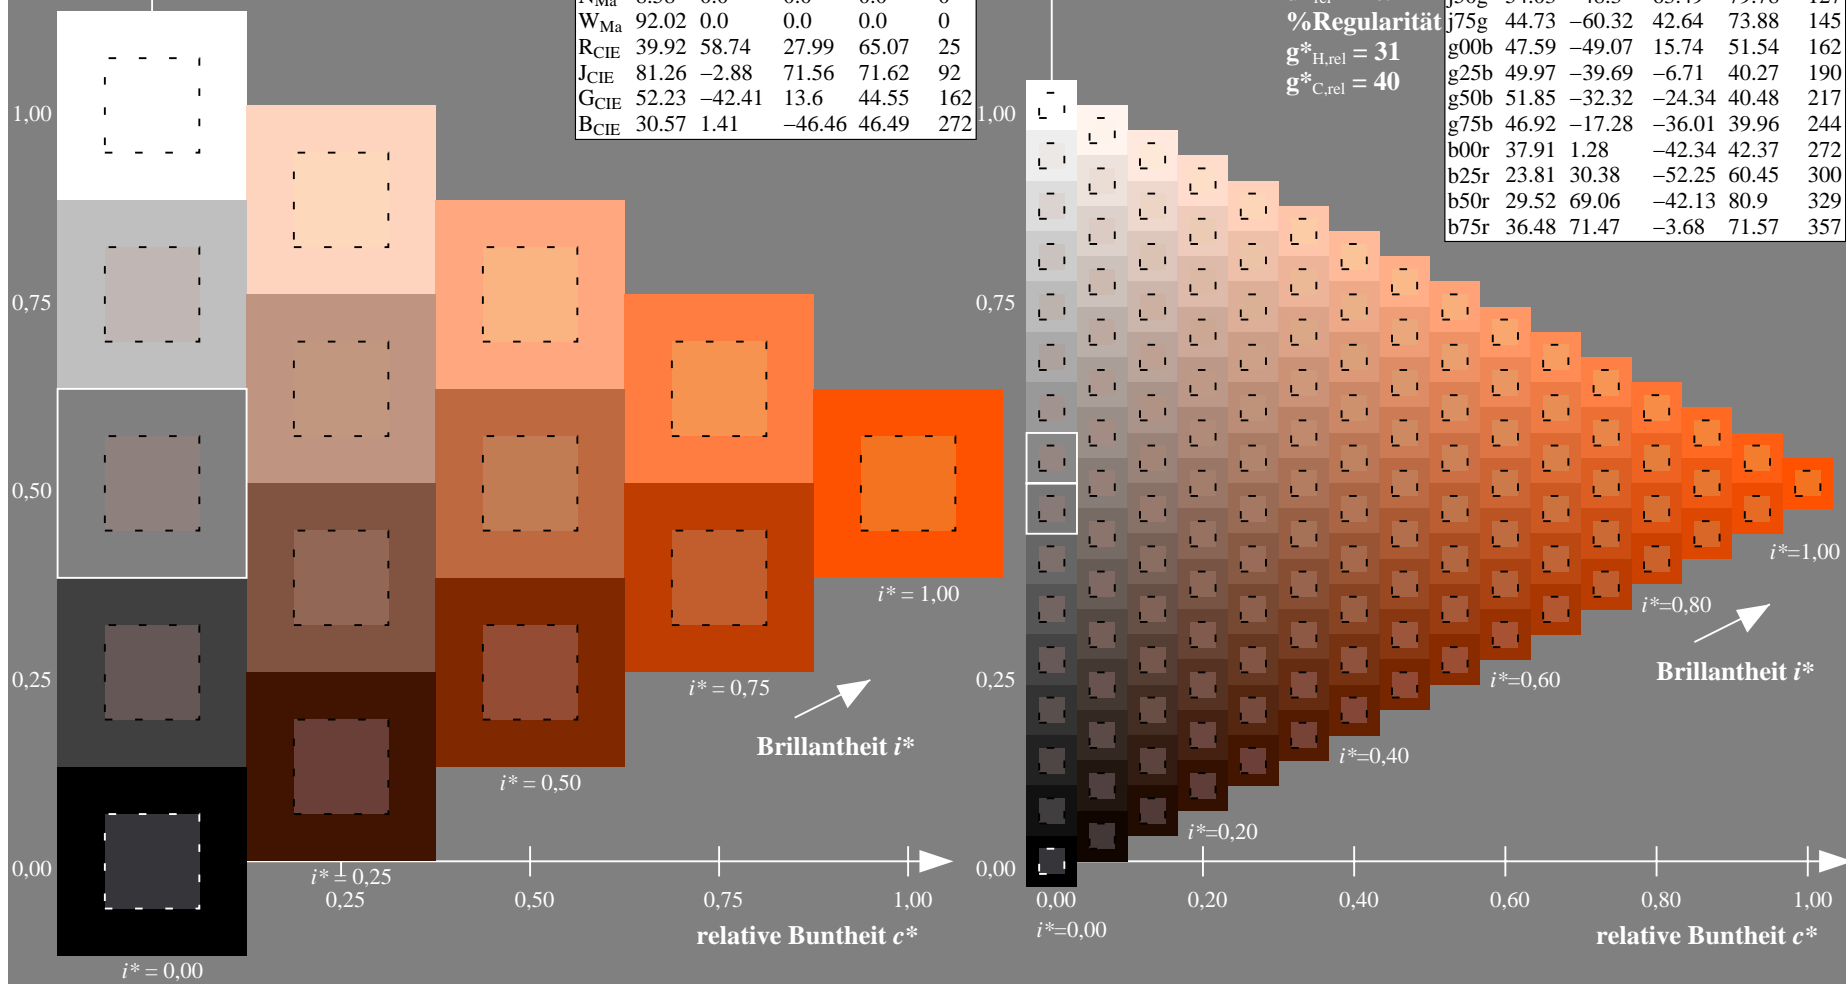 W_Ma 92.02 0.0 0.0 0.0 0
R_CIE 39.92 58.74 27.99 65.07 25
J_CIE 81.26 −2.88 71.56 71.62 92
G_CIE 52.23 −42.41 13.6 44.55 162
B_CIE 30.57 1.41 −46.46 46.49 272
1,00
0,75
0,50
0,25
0,00
i* = 1,00
i* = 0,75
i* = 0,50
i* = 0,25
i* = 0,00
Brillantheit i*
0,25 0,50 0,75 1,00
relative Buntheit c*
%Regularität
g*_H,rel = 31
g*_C,rel = 40
j75g 44.73 −60.32 42.64 73.88 145
g00b 47.59 −49.07 15.74 51.54 162
g25b 49.97 −39.69 −6.71 40.27 190
g50b 51.85 −32.32 −24.34 40.48 217
g75b 46.92 −17.28 −36.01 39.96 244
b00r 37.91 1.28 −42.34 42.37 272
b25r 23.81 30.38 −52.25 60.45 300
b50r 29.52 69.06 −42.13 80.9 329
b75r 36.48 71.47 −3.68 71.57 357
1,00
0,75
0,50
0,25
0,00
i*=1,00
i*=0,80
i*=0,60
i*=0,40
i*=0,20
i*=0,00
Brillantheit i*
0,00 0,20 0,40 0,60 0,80 1,00
relative Buntheit c*